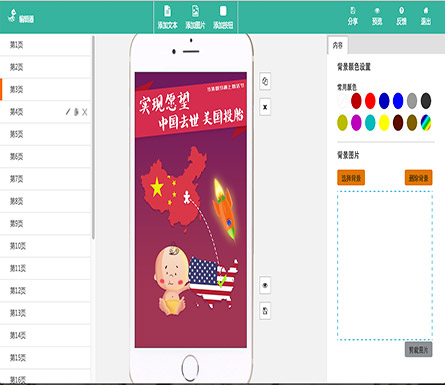 编辑器
添加文本
添加图片
添加按钮
分享
预览
反馈
退出
第1页
第2页
第3页
第4页
第5页
第6页
第7页
第8页
第9页
第10页
第11页
第12页
第13页
第14页
第15页
第16页
实现愿望
中国去世 美国投胎
内容
背景颜色设置
常用颜色
背景图片
选择背景
删除背景
剪裁图片